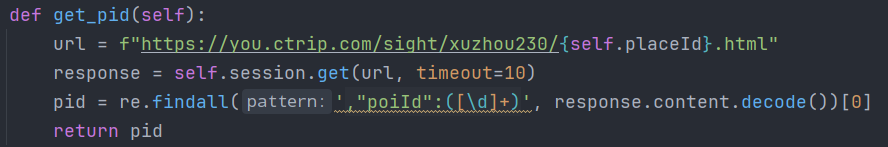 def get_pid(self):
    url = f"https://you.ctrip.com/sight/xuzhou230/{self.placeId}.html"
    response = self.session.get(url, timeout=10)
    pid = re.findall( pattern: ',"poiId":([\d]+)', response.content.decode())[0]
    return pid